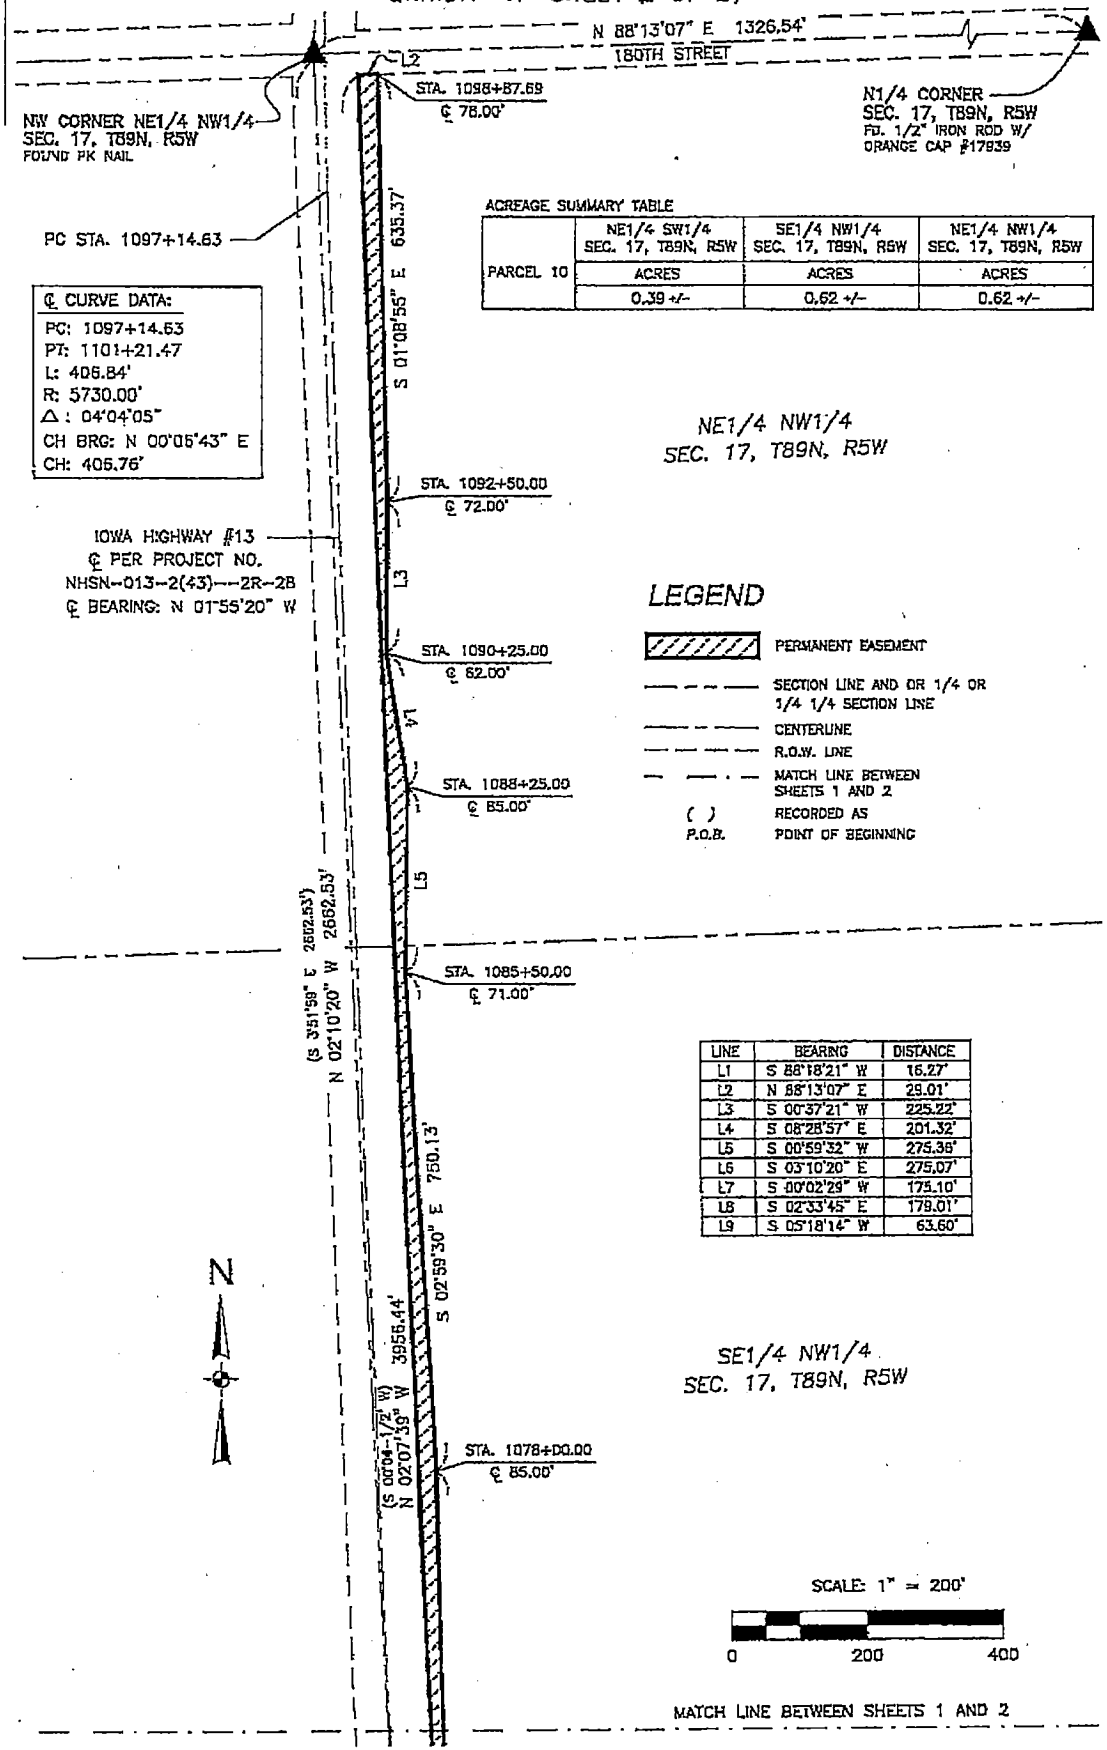 N 88°13'07" E 1326.54'
180TH STREET
L2
STA. 1098+87.69
℄ 78.00'
NW CORNER NE1/4 NW1/4
SEC. 17, T89N, R5W
FOUND PK NAIL
N1/4 CORNER
SEC. 17, T89N, R5W
FD. 1/2" IRON ROD W/
ORANGE CAP #17939
PC STA. 1097+14.63
S 01°08'55" E 635.37'
ACREAGE SUMMARY TABLE
NE1/4 SW1/4 SEC. 17, T89N, R5W
SE1/4 NW1/4 SEC. 17, T89N, R5W
NE1/4 NW1/4 SEC. 17, T89N, R5W
PARCEL 10
ACRES ACRES ACRES
0.39 +/- 0.62 +/- 0.62 +/-
℄ CURVE DATA:
PC: 1097+14.63
PT: 1101+21.47
L: 406.84'
R: 5730.00'
Δ: 04°04'05"
CH BRG: N 00°06'43" E
CH: 406.76'
NE1/4 NW1/4
SEC. 17, T89N, R5W
STA. 1092+50.00
℄ 72.00'
IOWA HIGHWAY #13
℄ PER PROJECT NO.
NHSN-013-2(43)--2R-28
℄ BEARING: N 01°55'20" W
L3
STA. 1090+25.00
℄ 62.00'
L4
STA. 1088+25.00
℄ 85.00'
L5
LEGEND
PERMANENT EASEMENT
SECTION LINE AND OR 1/4 OR
1/4 1/4 SECTION LINE
CENTERLINE
R.O.W. LINE
MATCH LINE BETWEEN
SHEETS 1 AND 2
( ) RECORDED AS
P.O.B. POINT OF BEGINNING
(S 3°51'59" E 2662.53')
N 02°10'20" W 2662.53'
STA. 1085+50.00
℄ 71.00'
LINE BEARING DISTANCE
L1 S 88°18'21" W 16.27'
L2 N 88°13'07" E 29.01'
L3 S 00°37'21" W 225.22'
L4 S 08°28'57" E 201.32'
L5 S 00°59'32" W 275.36'
L6 S 03°10'20" E 275.07'
L7 S 00°02'29" W 175.10'
L8 S 02°33'45" E 179.01'
L9 S 05°18'14" W 63.60'
S 02°59'30" E 750.13'
N
(S 00°04-1/2' W)
N 02°07'39" W 3956.44'
SE1/4 NW1/4
SEC. 17, T89N, R5W
STA. 1078+00.00
℄ 85.00'
SCALE: 1" = 200'
0 200 400
MATCH LINE BETWEEN SHEETS 1 AND 2